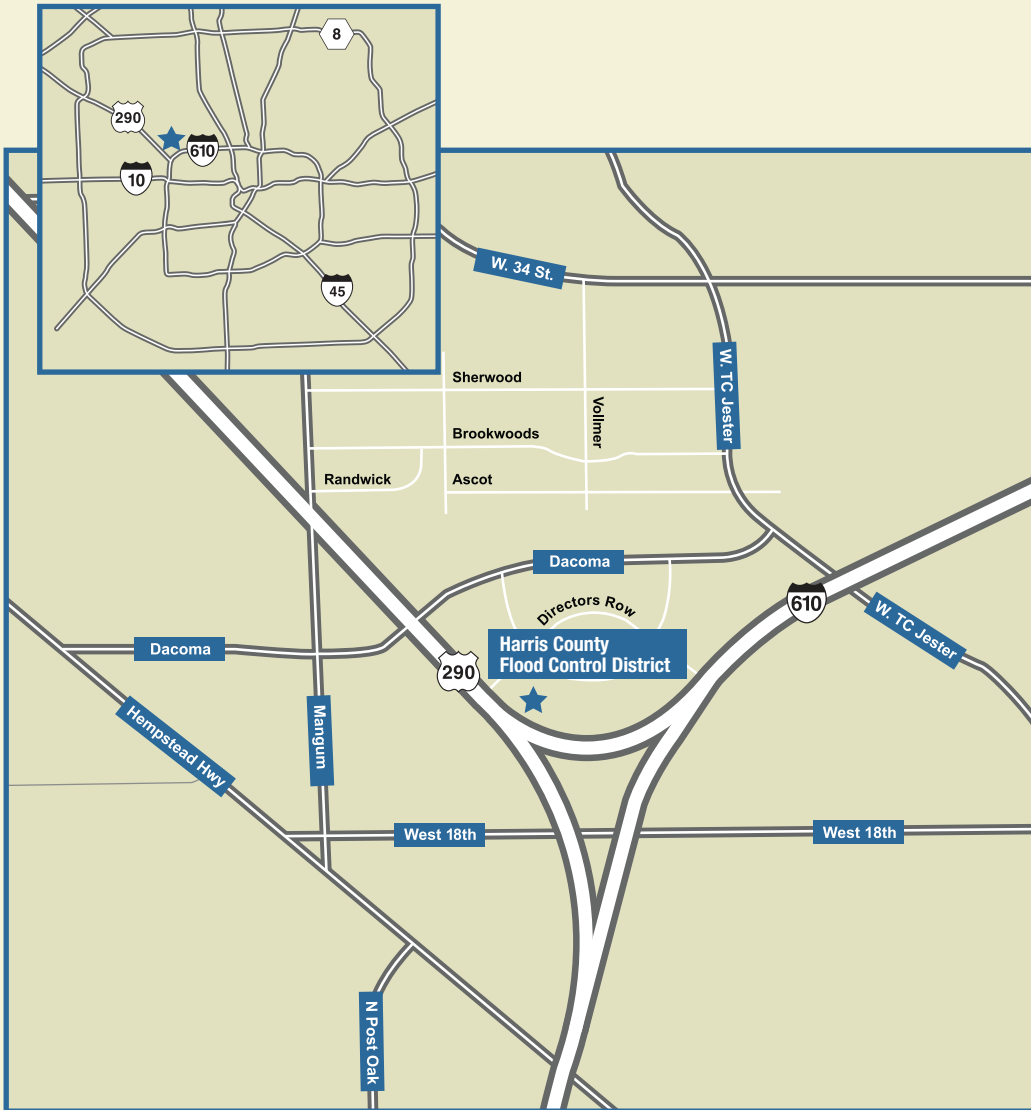 8
290
610
10
45
W. 34 St.
W. TC Jester
Sherwood
Vollmer
Brookwoods
Randwick
Ascot
Dacoma
Directors Row
610
W. TC Jester
Harris County
Flood Control District
Dacoma
290
Hempstead Hwy
Mangum
West 18th
West 18th
N Post Oak